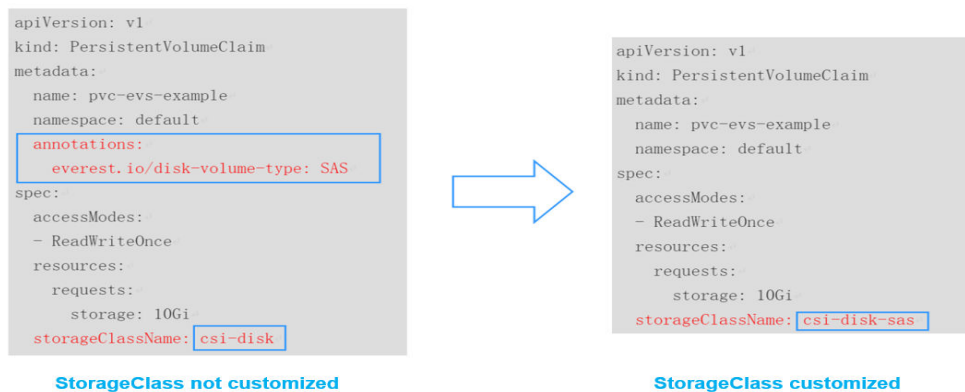 apiVersion: v1
kind: PersistentVolumeClaim
metadata:
  name: pvc-evs-example
  namespace: default
  annotations:
    everest.io/disk-volume-type: SAS
spec:
  accessModes:
  - ReadWriteOnce
  resources:
    requests:
      storage: 10Gi
  storageClassName: csi-disk
StorageClass not customized
apiVersion: v1
kind: PersistentVolumeClaim
metadata:
  name: pvc-evs-example
  namespace: default
spec:
  accessModes:
  - ReadWriteOnce
  resources:
    requests:
      storage: 10Gi
  storageClassName: csi-disk-sas
StorageClass customized